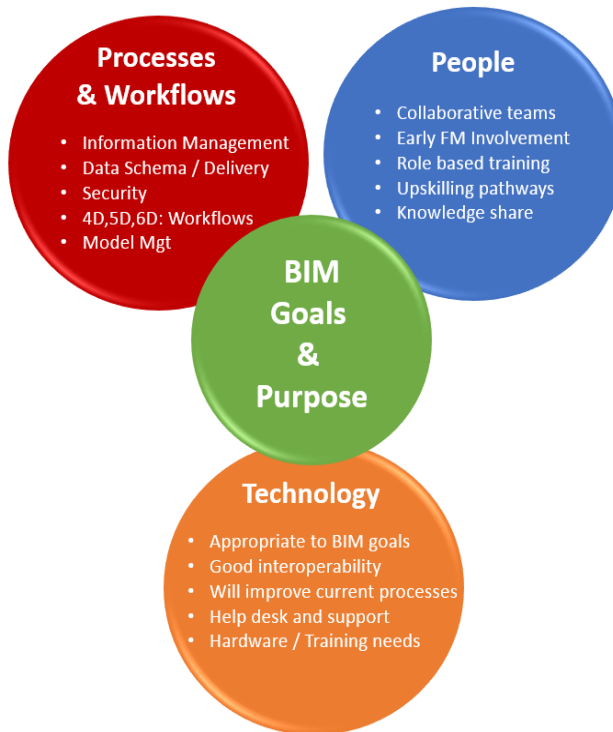 Processes
& Workflows
• Information Management
• Data Schema / Delivery
• Security
• 4D,5D,6D: Workflows
• Model Mgt
People
• Collaborative teams
• Early FM Involvement
• Role based training
• Upskilling pathways
• Knowledge share
BIM
Goals
&
Purpose
Technology
• Appropriate to BIM goals
• Good interoperability
• Will improve current processes
• Help desk and support
• Hardware / Training needs